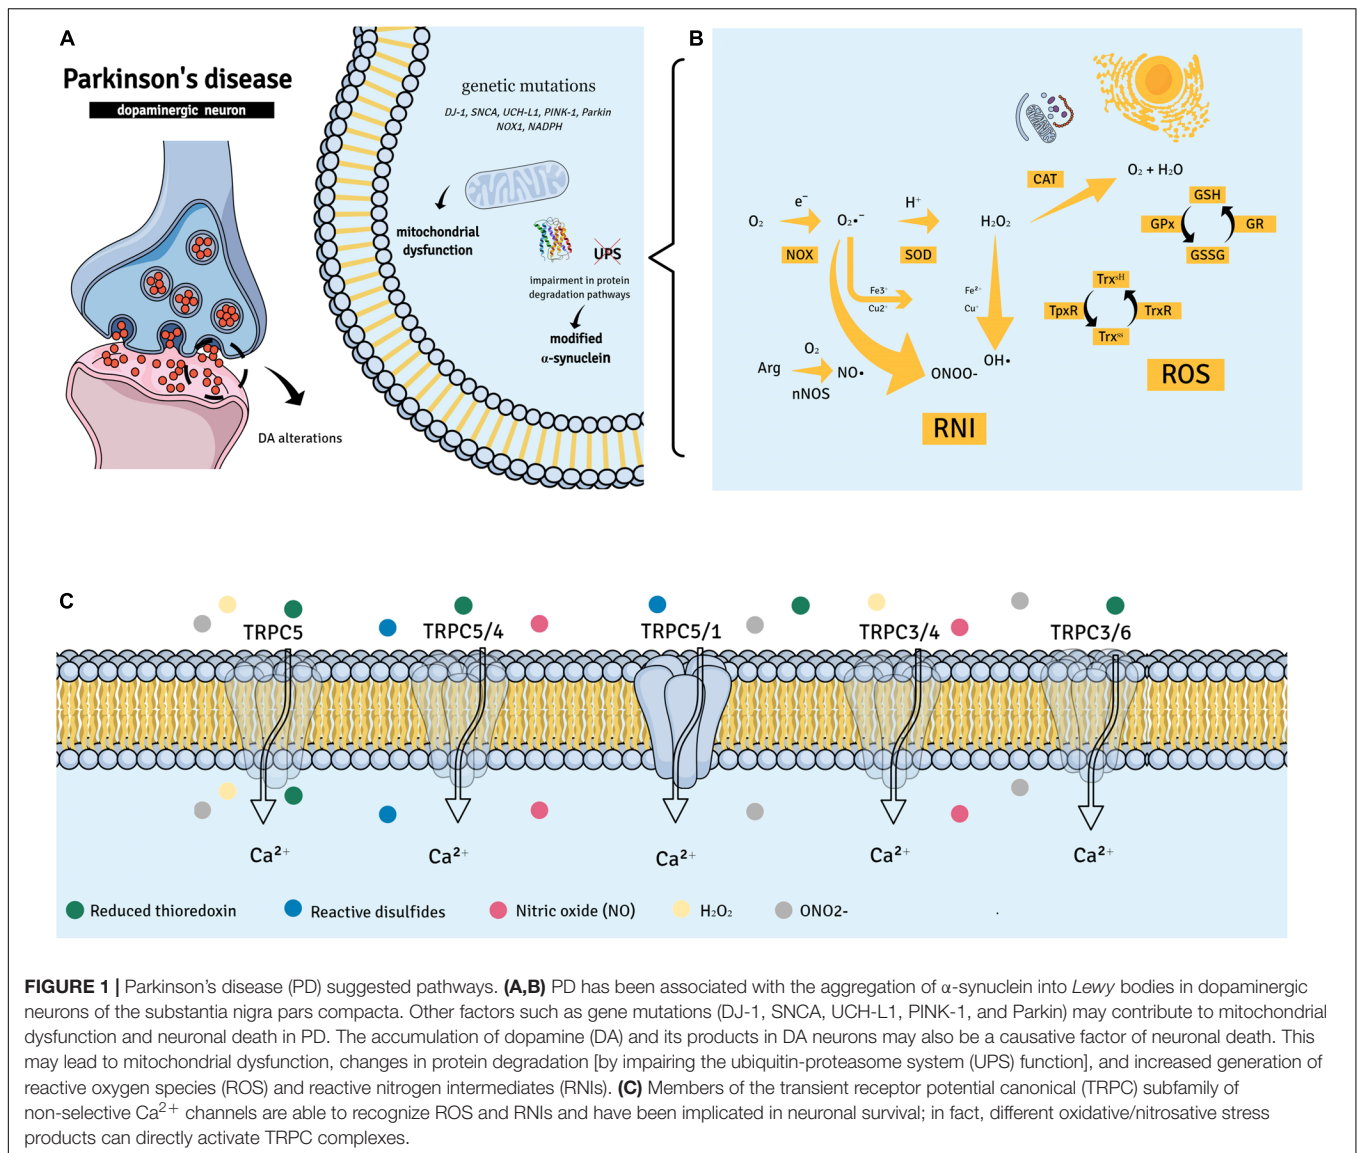 A
Parkinson's disease
dopaminergic neuron
DA alterations
genetic mutations
DJ-1, SNCA, UCH-L1, PINK-1, Parkin
NOX1, NADPH
mitochondrial
dysfunction
UPS
impairment in protein
degradation pathways
modified
α-synuclein
B
O₂
e⁻
NOX
O₂•⁻
H⁺
SOD
H₂O₂
CAT
O₂ + H₂O
GSH
GPx
GR
GSSG
Fe3⁺
Cu2⁺
Fe²⁺
Cu⁺
TrxˢH
TpxR
TrxR
Trxˢˢ
Arg
O₂
nNOS
NO•
ONOO-
OH•
ROS
RNI
C
TRPC5
TRPC5/4
TRPC5/1
TRPC3/4
TRPC3/6
Ca²⁺
Ca²⁺
Ca²⁺
Ca²⁺
Ca²⁺
Reduced thioredoxin
Reactive disulfides
Nitric oxide (NO)
H₂O₂
ONO2-
FIGURE 1 | Parkinson's disease (PD) suggested pathways. (A,B) PD has been associated with the aggregation of α-synuclein into Lewy bodies in dopaminergic
neurons of the substantia nigra pars compacta. Other factors such as gene mutations (DJ-1, SNCA, UCH-L1, PINK-1, and Parkin) may contribute to mitochondrial
dysfunction and neuronal death in PD. The accumulation of dopamine (DA) and its products in DA neurons may also be a causative factor of neuronal death. This
may lead to mitochondrial dysfunction, changes in protein degradation [by impairing the ubiquitin-proteasome system (UPS) function], and increased generation of
reactive oxygen species (ROS) and reactive nitrogen intermediates (RNIs). (C) Members of the transient receptor potential canonical (TRPC) subfamily of
non-selective Ca²⁺ channels are able to recognize ROS and RNIs and have been implicated in neuronal survival; in fact, different oxidative/nitrosative stress
products can directly activate TRPC complexes.